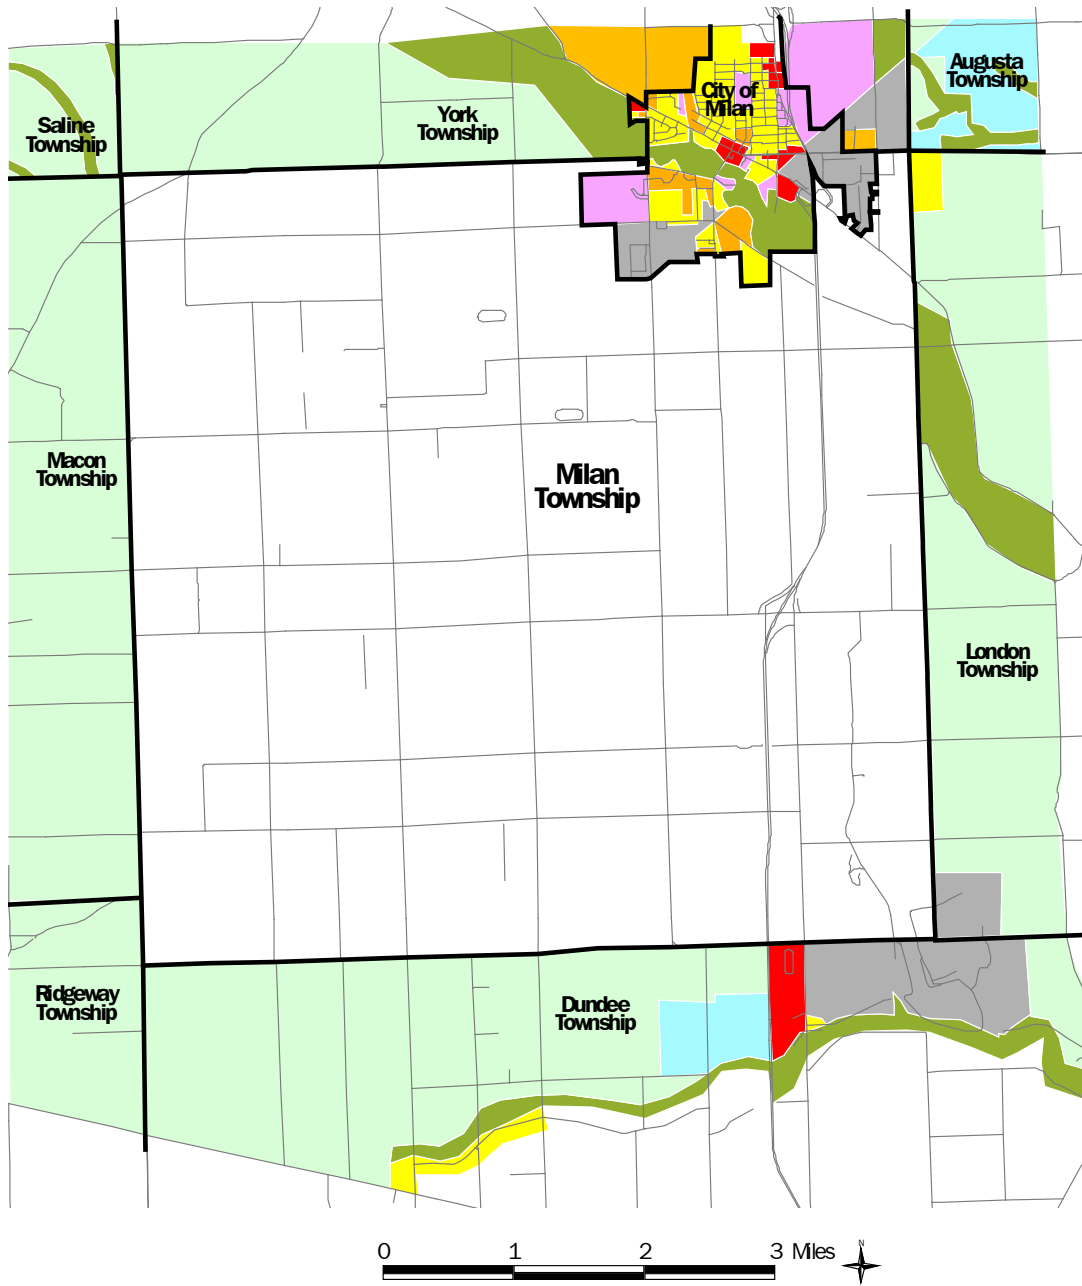 Augusta
Township
City of
Milan
York
Township
Saline
Township
Macon
Township
Milan
Township
London
Township
Ridgeway
Township
Dundee
Township
0 1 2 3 Miles
N